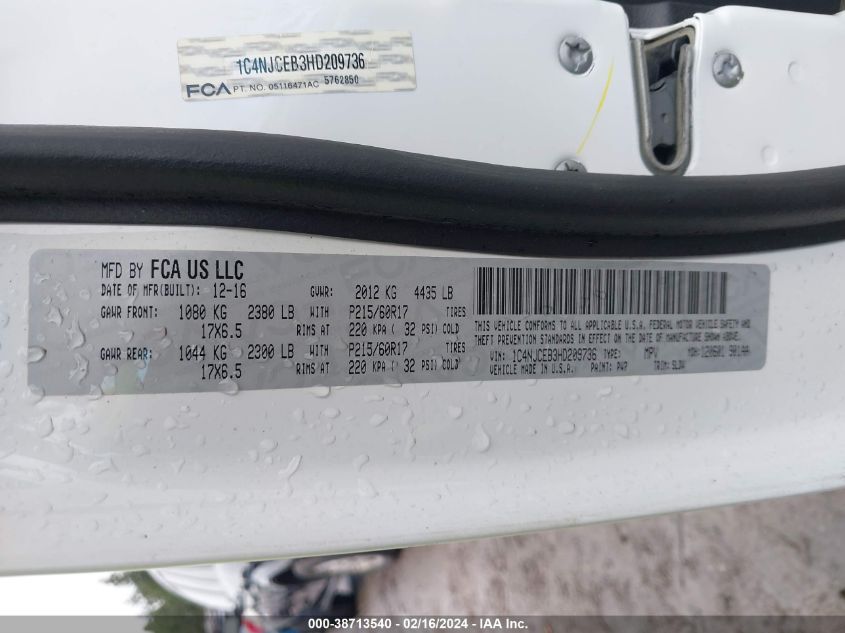 1C4NJCEB3HD209736
FCA PT. NO. 05116471AC 5762850
MFD BY FCA US LLC
DATE OF MFR(BUILT): 12-16 GVWR: 2012 KG 4435 LB
GAWR FRONT: 1080 KG 2380 LB WITH P215/60R17 TIRES
17X6.5 RIMS AT 220 KPA ( 32 PSI) COLD
GAWR REAR: 1044 KG 2300 LB WITH P215/60R17 TIRES
17X6.5 RIMS AT 220 KPA ( 32 PSI) COLD
THIS VEHICLE CONFORMS TO ALL APPLICABLE U.S.A. FEDERAL MOTOR VEHICLE SAFETY AND
THEFT PREVENTION STANDARDS IN EFFECT ON THE DATE OF MANUFACTURE SHOWN ABOVE.
VIN: 1C4NJCEB3HD209736 TYPE: MPV MDH: 120601 901AA
VEHICLE MADE IN U.S.A. PAINT: PW7 TRIM:
000-38713540 - 02/16/2024 - IAA Inc.